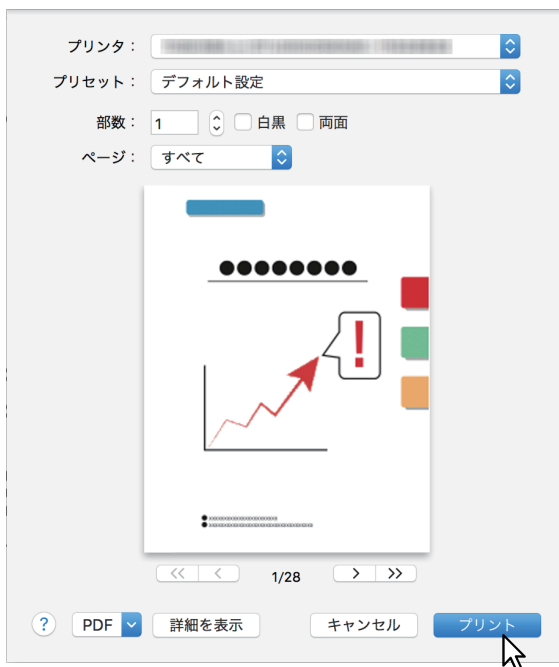 プリンタ：
プリセット： デフォルト設定
部数： 1 白黒 両面
ページ： すべて
!
<< < 1/28 > >>
? PDF 詳細を表示 キャンセル プリント